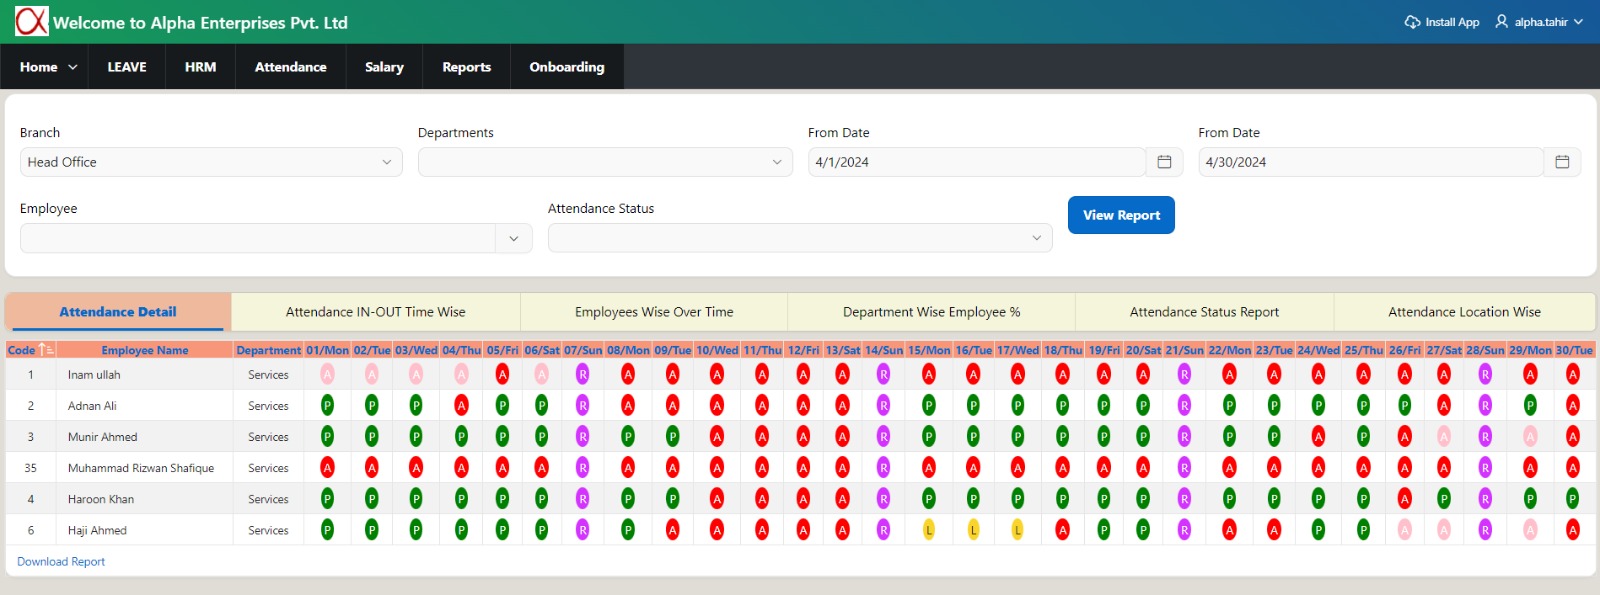 Welcome to Alpha Enterprises Pvt. Ltd Install App alpha.tahir
Home LEAVE HRM Attendance Salary Reports Onboarding
Branch Departments From Date From Date
Head Office 4/1/2024 4/30/2024
Employee Attendance Status
View Report
Attendance Detail Attendance IN-OUT Time Wise Employees Wise Over Time Department Wise Employee % Attendance Status Report Attendance Location Wise
Code Employee Name Department 01/Mon 02/Tue 03/Wed 04/Thu 05/Fri 06/Sat 07/Sun 08/Mon 09/Tue 10/Wed 11/Thu 12/Fri 13/Sat 14/Sun 15/Mon 16/Tue 17/Wed 18/Thu 19/Fri 20/Sat 21/Sun 22/Mon 23/Tue 24/Wed 25/Thu 26/Fri 27/Sat 28/Sun 29/Mon 30/Tue
1 Inam ullah Services A A A A A A R A A A A A A R A A A A A A R A A A A A A R A A
2 Adnan Ali Services P P P A P P R A A A A A A R P P P P P P R P P P P P A R P A
3 Munir Ahmed Services P P P P P P R P P A A A A R P P P P P P R P P A P A A R A A
35 Muhammad Rizwan Shafique Services A A A A A A R A A A A A A R A A A A A A R A A A A A A R A A
4 Haroon Khan Services P P P P P P R P P A A A A R P P P P P P R P P P P A P R P P
6 Haji Ahmed Services P P P P P P R P A A A A A R L L L A P P R A A P P A A R A A
Download Report